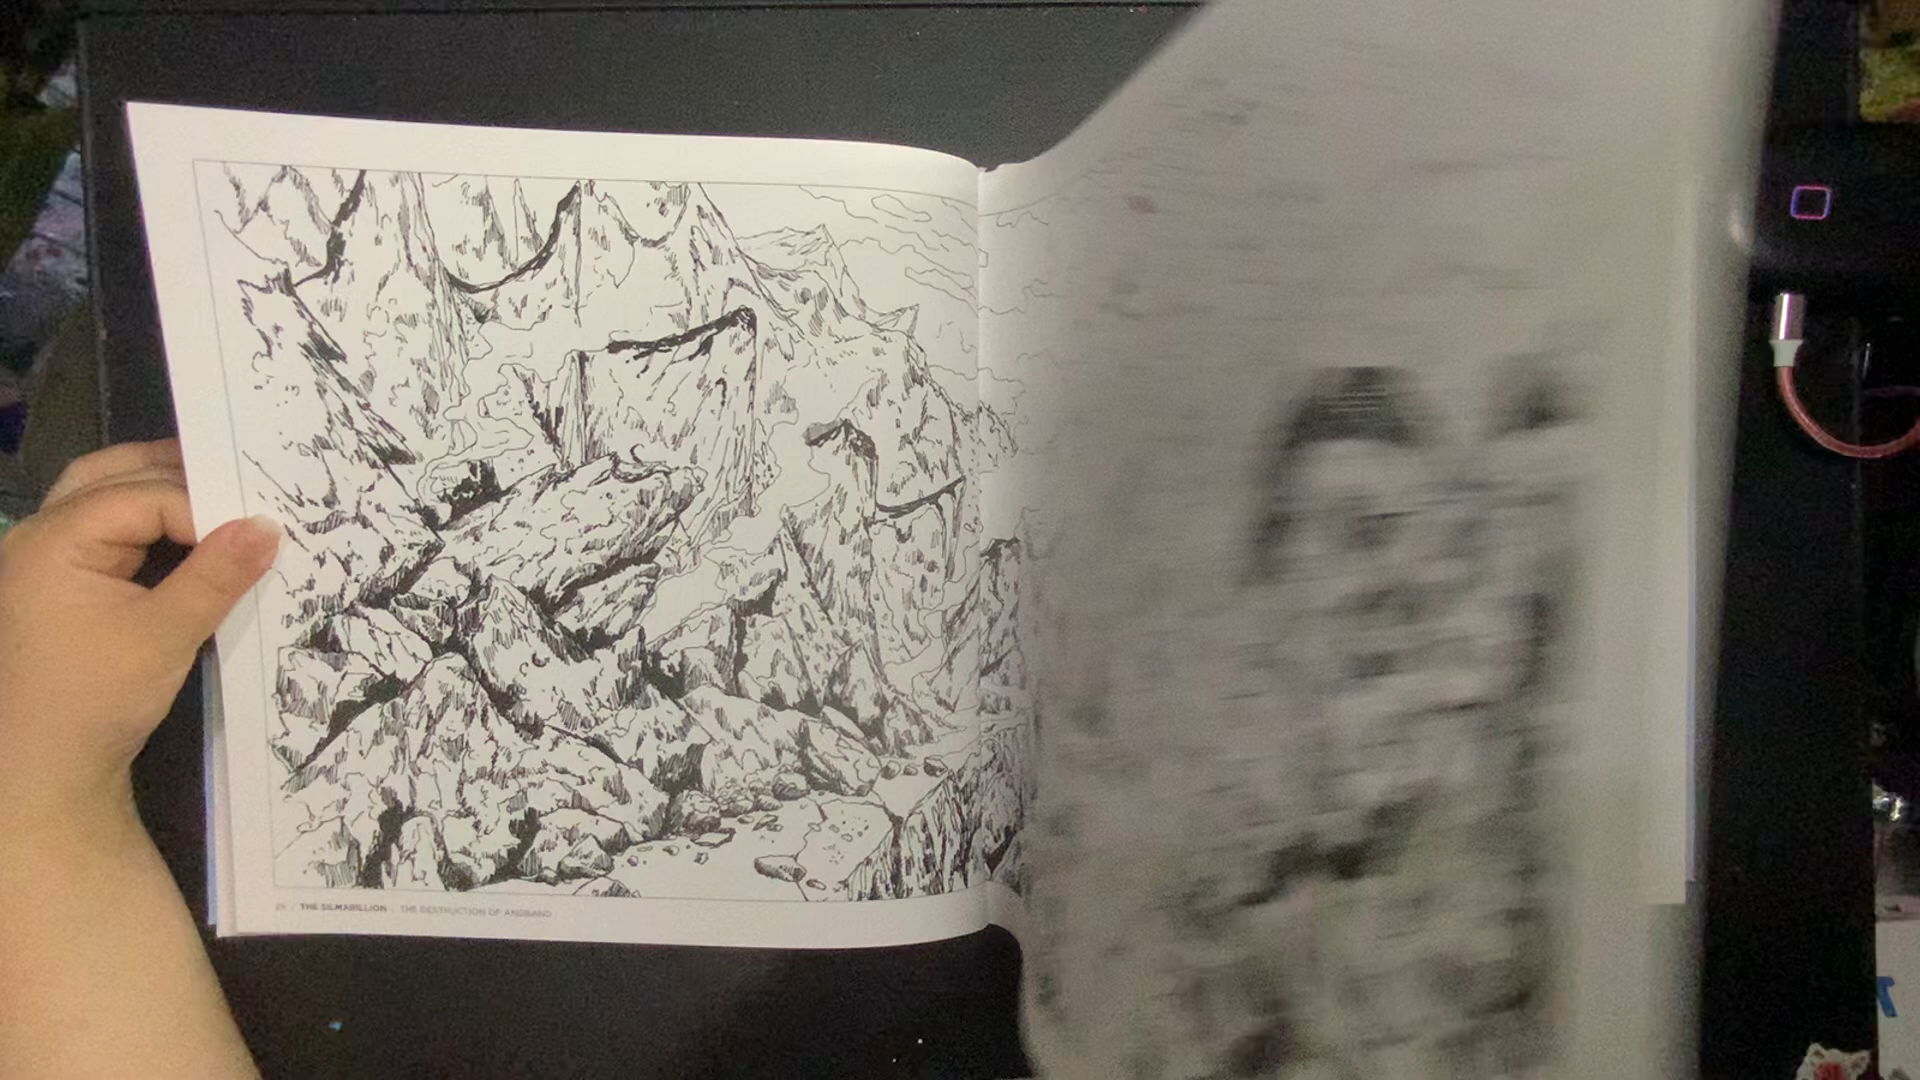 THE SILMARILLION | THE DESTRUCTION OF ANGBAND